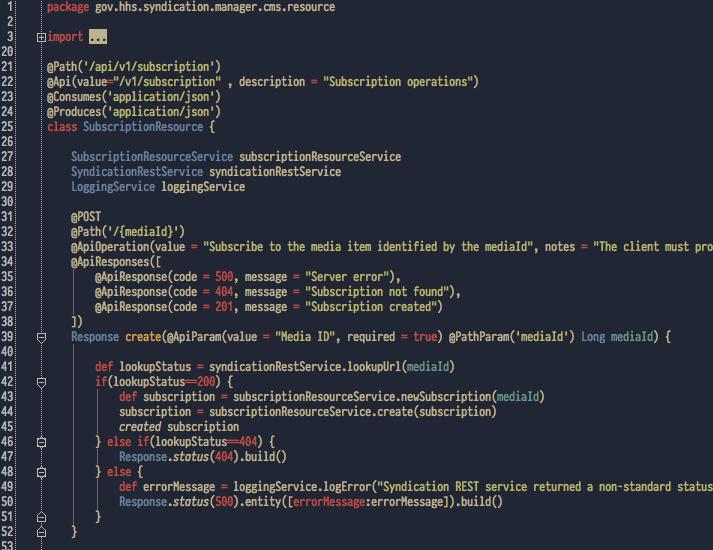 1 package gov.hhs.syndication.manager.cms.resource
2
3 import ...
20
21 @Path('/api/v1/subscription')
22 @Api(value="/v1/subscription" , description = "Subscription operations")
23 @Consumes('application/json')
24 @Produces('application/json')
25 class SubscriptionResource {
26
27     SubscriptionResourceService subscriptionResourceService
28     SyndicationRestService syndicationRestService
29     LoggingService loggingService
30
31     @POST
32     @Path('/{mediaId}')
33     @ApiOperation(value = "Subscribe to the media item identified by the mediaId", notes = "The client must pro
34     @ApiResponses([
35         @ApiResponse(code = 500, message = "Server error"),
36         @ApiResponse(code = 404, message = "Subscription not found"),
37         @ApiResponse(code = 201, message = "Subscription created")
38     ])
39     Response create(@ApiParam(value = "Media ID", required = true) @PathParam('mediaId') Long mediaId) {
40
41         def lookupStatus = syndicationRestService.lookupUrl(mediaId)
42         if(lookupStatus==200) {
43             def subscription = subscriptionResourceService.newSubscription(mediaId)
44             subscription = subscriptionResourceService.create(subscription)
45             created subscription
46         } else if(lookupStatus==404) {
47             Response.status(404).build()
48         } else {
49             def errorMessage = loggingService.logError("Syndication REST service returned a non-standard status
50             Response.status(500).entity([errorMessage:errorMessage]).build()
51         }
52     }
53